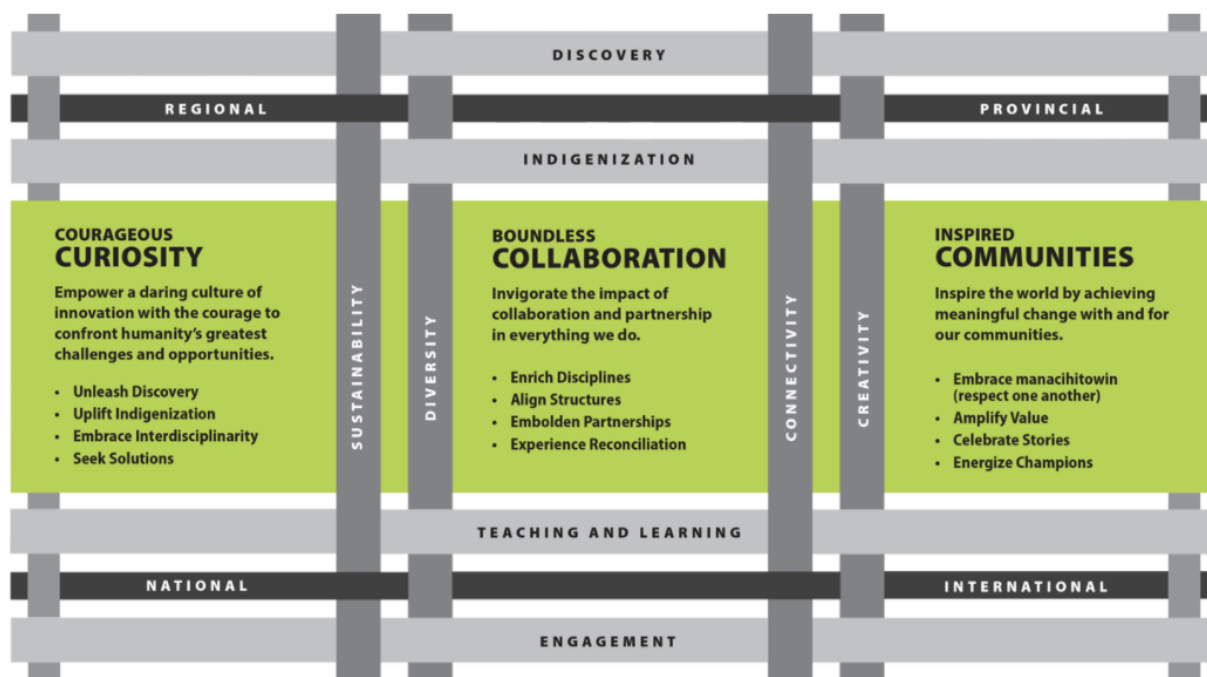 DISCOVERY
REGIONAL
PROVINCIAL
INDIGENIZATION
COURAGEOUS
CURIOSITY
Empower a daring culture of
innovation with the courage to
confront humanity's greatest
challenges and opportunities.
• Unleash Discovery
• Uplift Indigenization
• Embrace Interdisciplinarity
• Seek Solutions
SUSTAINABILITY
DIVERSITY
BOUNDLESS
COLLABORATION
Invigorate the impact of
collaboration and partnership
in everything we do.
• Enrich Disciplines
• Align Structures
• Embolden Partnerships
• Experience Reconciliation
CONNECTIVITY
CREATIVITY
INSPIRED
COMMUNITIES
Inspire the world by achieving
meaningful change with and for
our communities.
• Embrace manacihitowin
(respect one another)
• Amplify Value
• Celebrate Stories
• Energize Champions
TEACHING AND LEARNING
NATIONAL
INTERNATIONAL
ENGAGEMENT